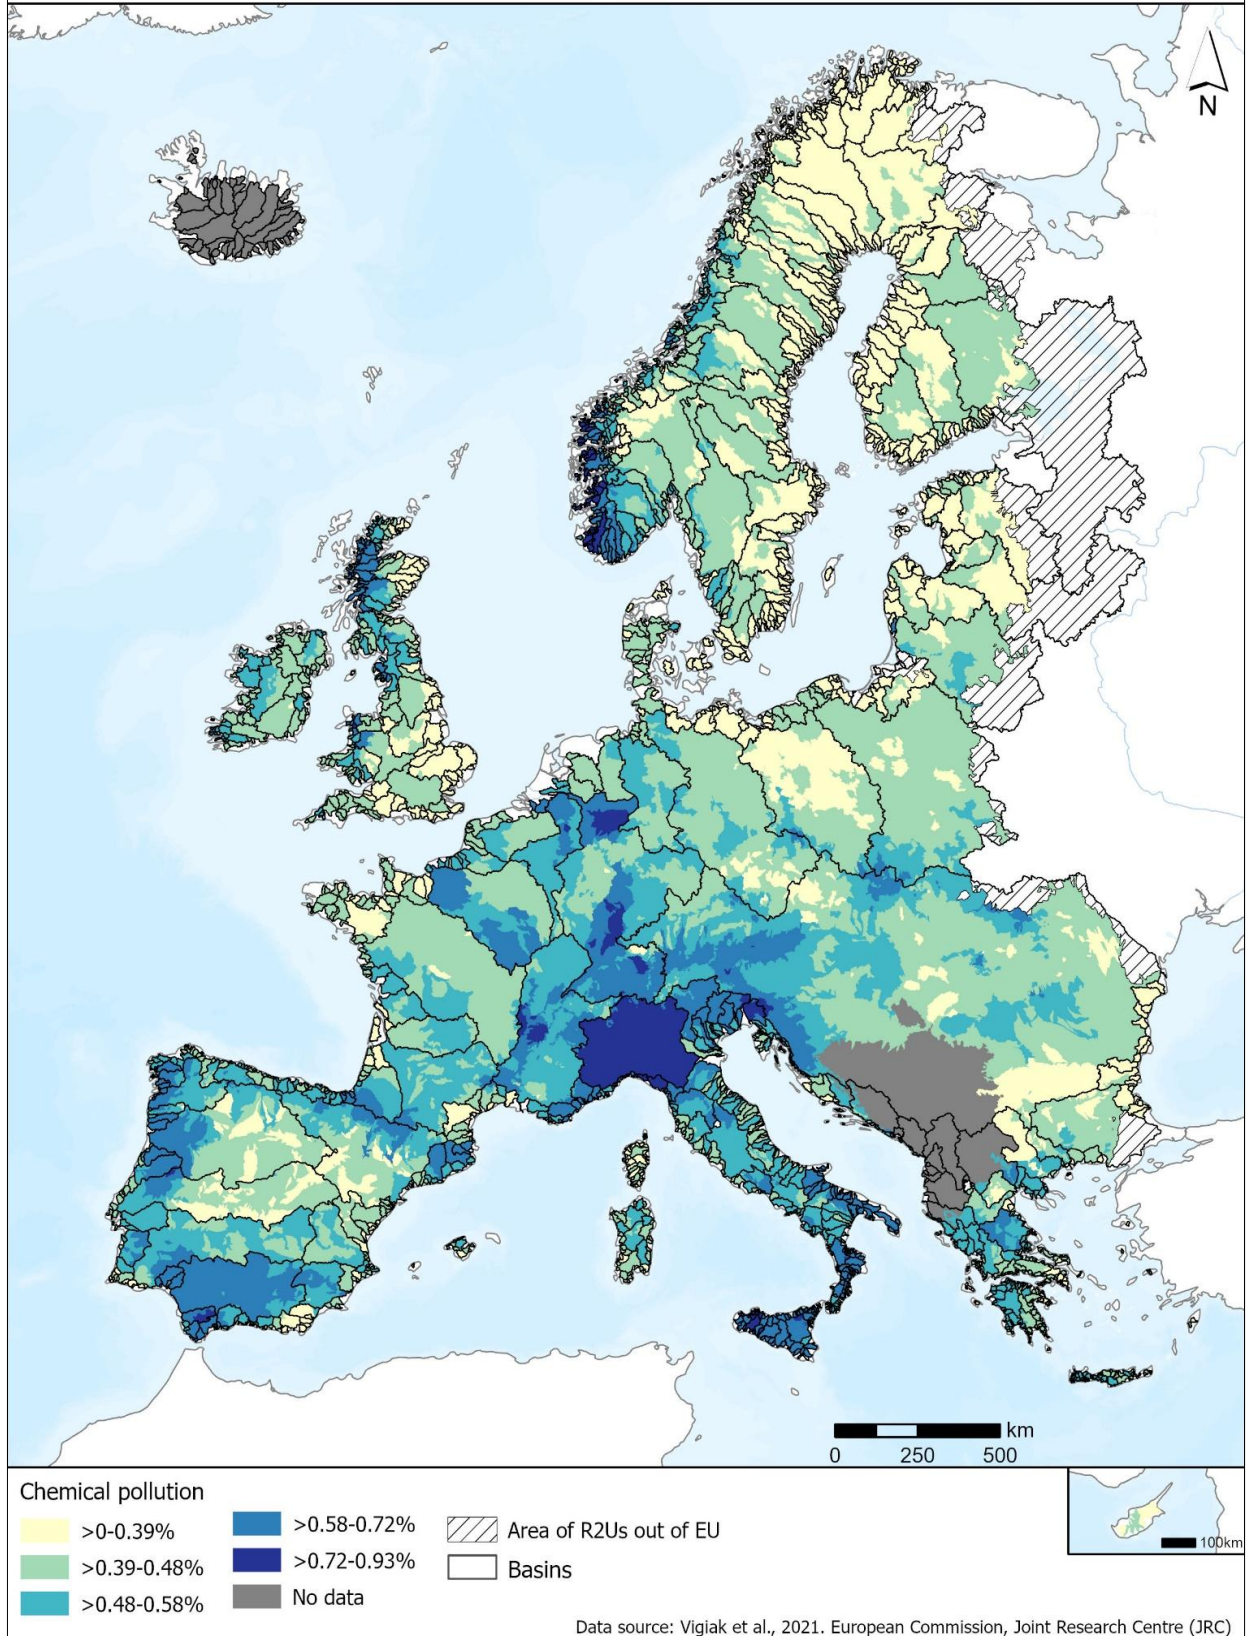 N
km
0 250 500
Chemical pollution
>0-0.39%
>0.39-0.48%
>0.48-0.58%
>0.58-0.72%
>0.72-0.93%
No data
Area of R2Us out of EU
Basins
100km
Data source: Vigiak et al., 2021. European Commission, Joint Research Centre (JRC)